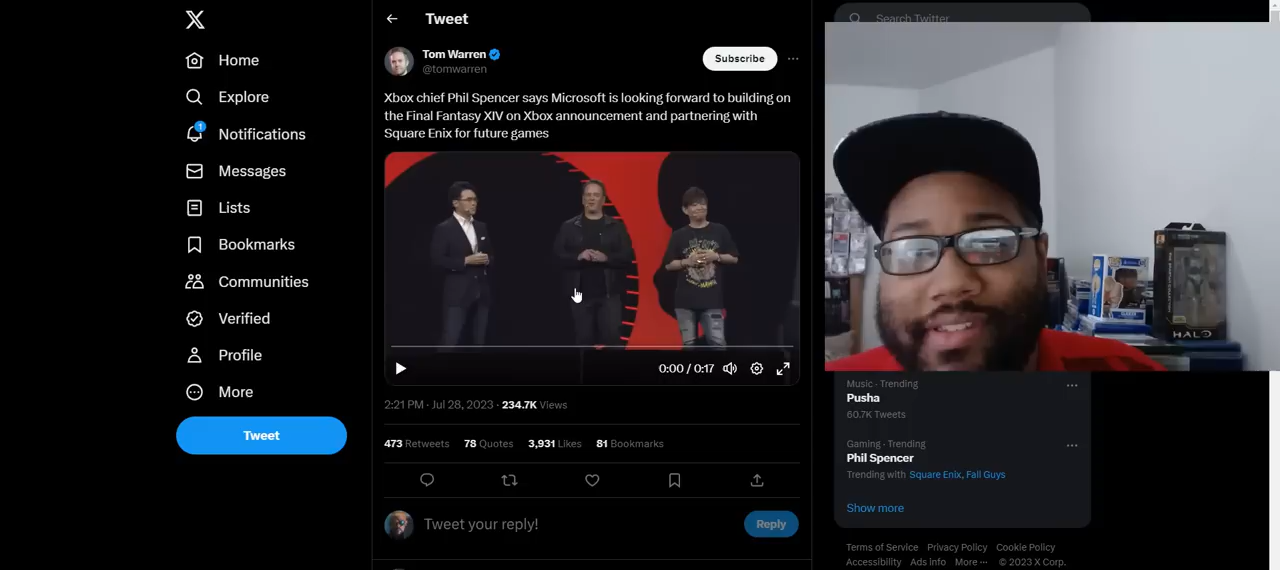 Tweet
Search Twitter
Home
Explore
1
Notifications
Messages
Lists
Bookmarks
Communities
Verified
Profile
More
Tweet
Tom Warren
@tomwarren
Subscribe
Xbox chief Phil Spencer says Microsoft is looking forward to building on
the Final Fantasy XIV on Xbox announcement and partnering with
Square Enix for future games
0:00 / 0:17
2:21 PM · Jul 28, 2023 · 234.7K Views
473 Retweets 78 Quotes 3,931 Likes 81 Bookmarks
Tweet your reply!
Reply
HALO
Music · Trending
Pusha
60.7K Tweets
Gaming · Trending
Phil Spencer
Trending with Square Enix, Fall Guys
Show more
Terms of Service Privacy Policy Cookie Policy
Accessibility Ads info More ··· © 2023 X Corp.